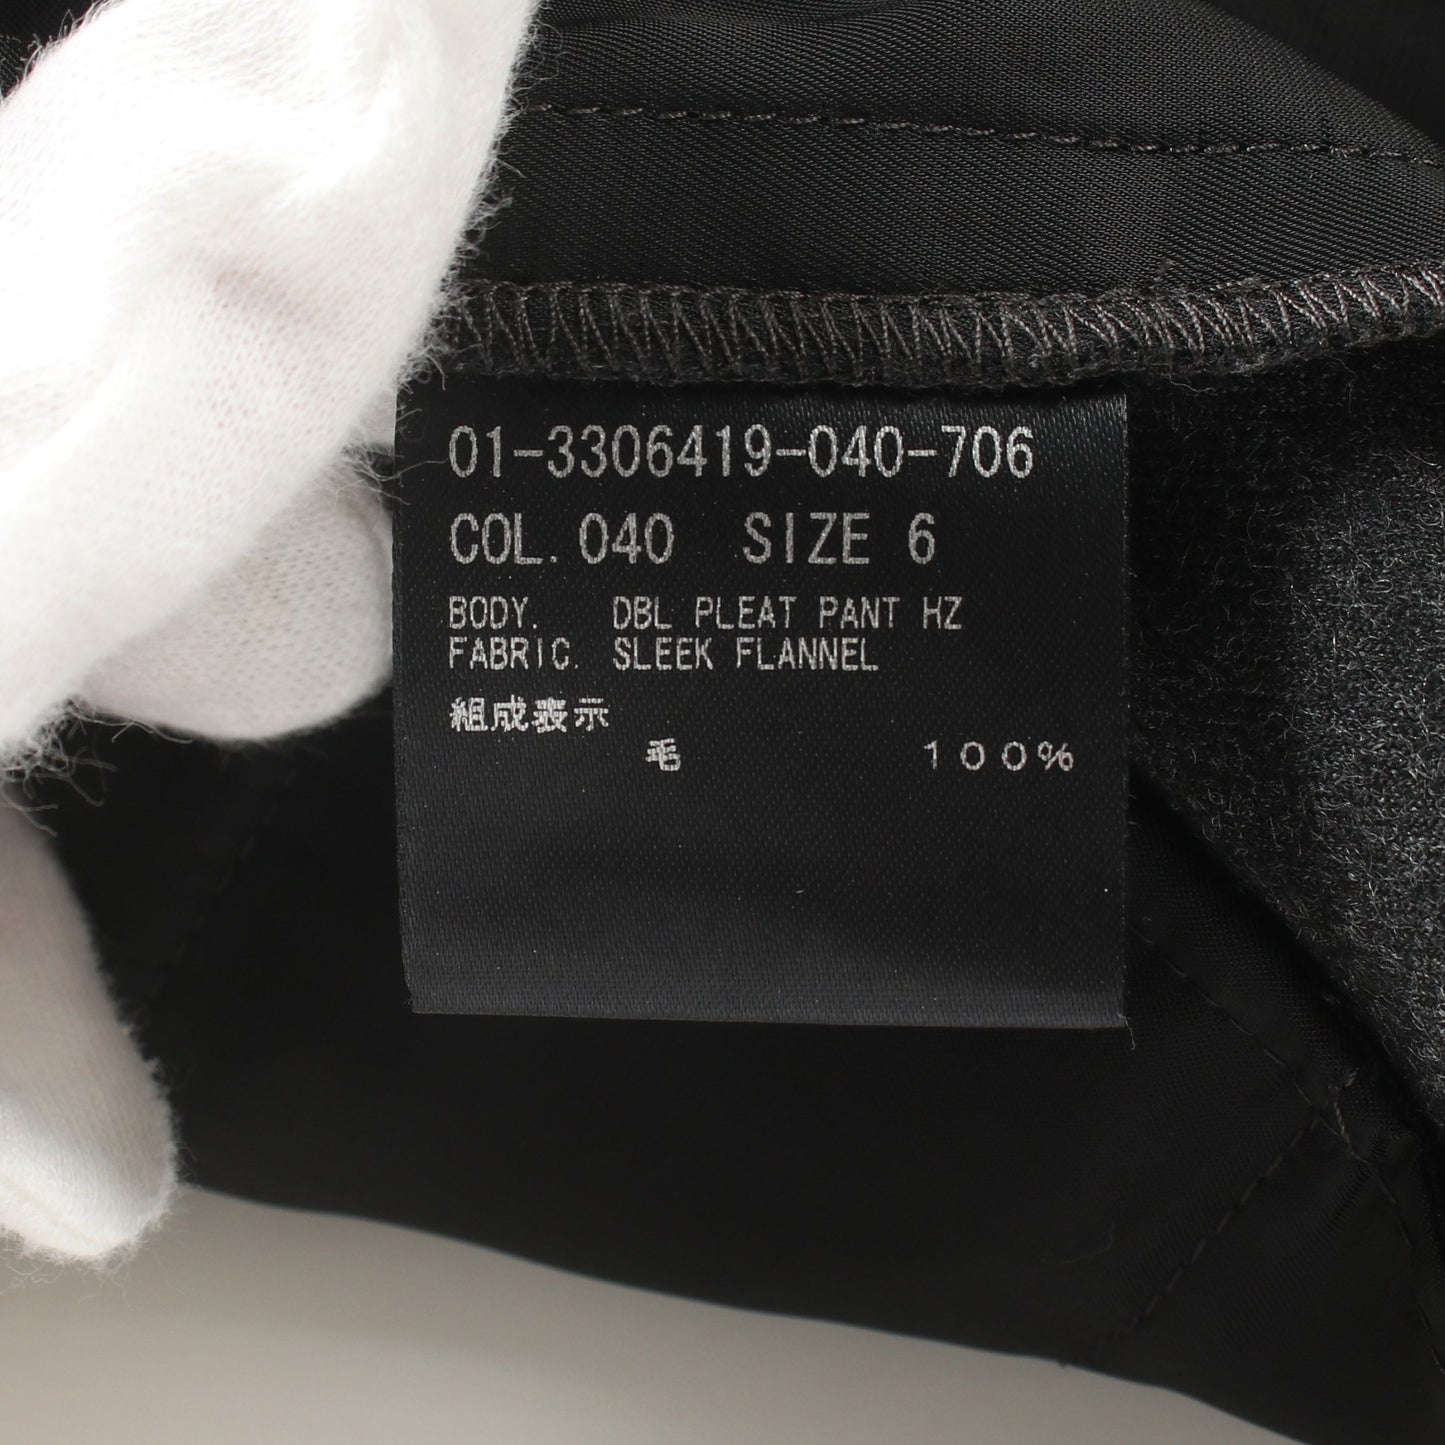 01-3306419-040-706
COL. 040 SIZE 6
BODY. DBL PLEAT PANT HZ
FABRIC. SLEEK FLANNEL
組成表示
毛 100%